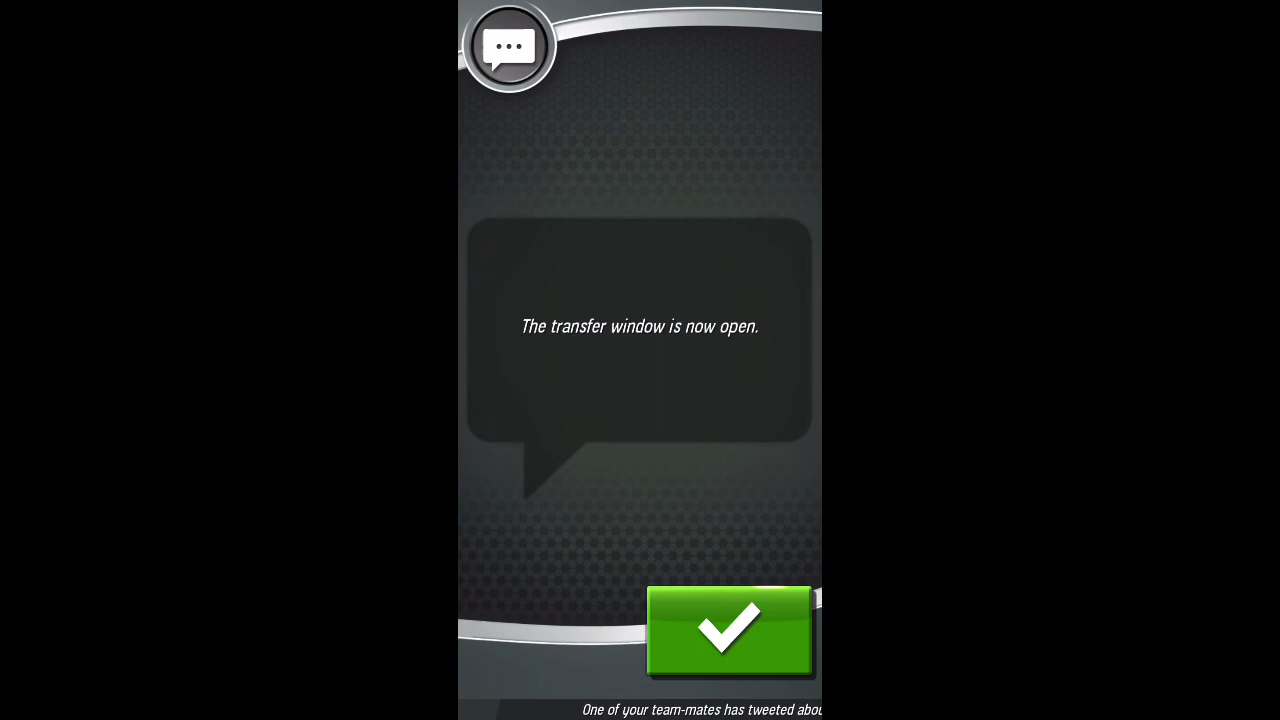 The transfer window is now open.
One of your team-mates has tweeted abou